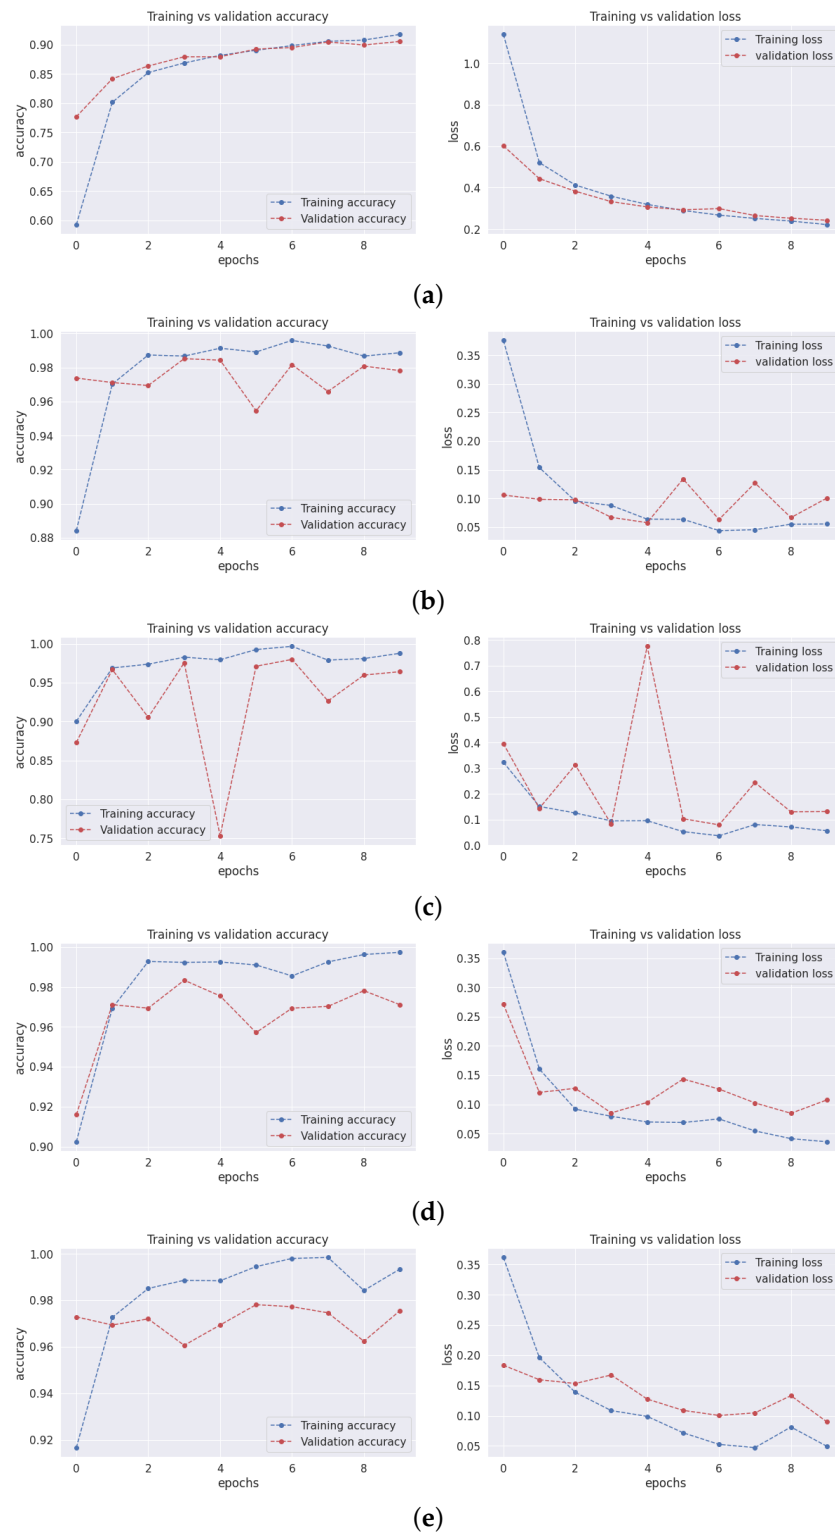 Training vs validation accuracy
accuracy
0.90
0.85
0.80
0.75
0.70
0.65
0.60
Training accuracy
Validation accuracy
0 2 4 6 8
epochs
Training vs validation loss
loss
1.0
0.8
0.6
0.4
0.2
Training loss
validation loss
0 2 4 6 8
epochs
(a)
Training vs validation accuracy
accuracy
1.00
0.98
0.96
0.94
0.92
0.90
0.88
Training accuracy
Validation accuracy
0 2 4 6 8
epochs
Training vs validation loss
loss
0.35
0.30
0.25
0.20
0.15
0.10
0.05
Training loss
validation loss
0 2 4 6 8
epochs
(b)
Training vs validation accuracy
accuracy
1.00
0.95
0.90
0.85
0.80
0.75
Training accuracy
Validation accuracy
0 2 4 6 8
epochs
Training vs validation loss
loss
0.8
0.7
0.6
0.5
0.4
0.3
0.2
0.1
0.0
Training loss
validation loss
0 2 4 6 8
epochs
(c)
Training vs validation accuracy
accuracy
1.00
0.98
0.96
0.94
0.92
0.90
Training accuracy
Validation accuracy
0 2 4 6 8
epochs
Training vs validation loss
loss
0.35
0.30
0.25
0.20
0.15
0.10
0.05
Training loss
validation loss
0 2 4 6 8
epochs
(d)
Training vs validation accuracy
accuracy
1.00
0.98
0.96
0.94
0.92
Training accuracy
Validation accuracy
0 2 4 6 8
epochs
Training vs validation loss
loss
0.35
0.30
0.25
0.20
0.15
0.10
0.05
Training loss
validation loss
0 2 4 6 8
epochs
(e)